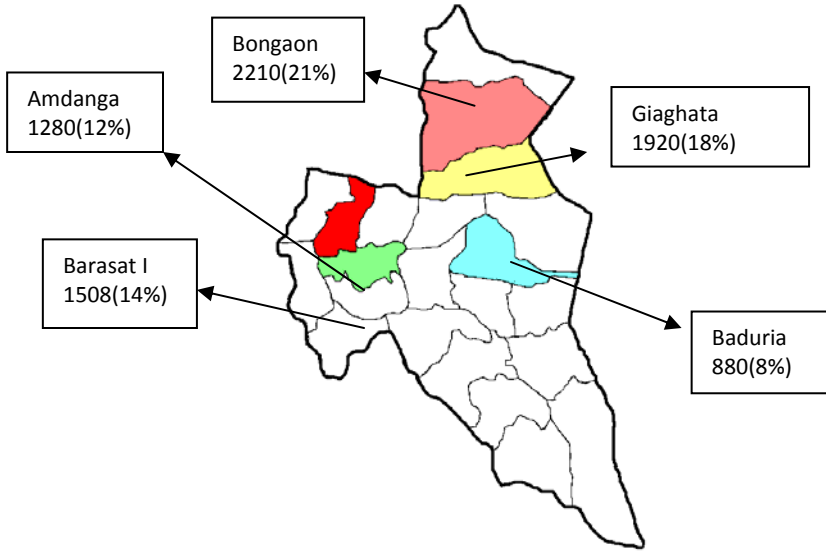 Bongaon
2210(21%)
Amdanga
1280(12%)
Giaghata
1920(18%)
Barasat I
1508(14%)
Baduria
880(8%)